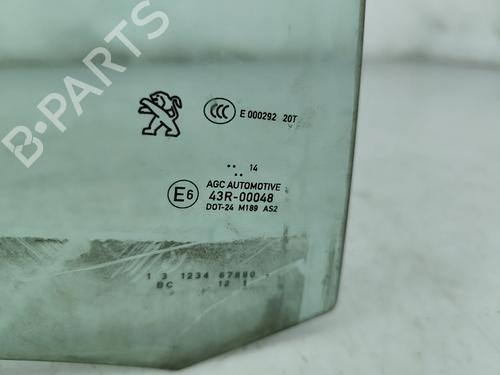 B-PARTS
CCC
E 000292 20T
.. 14
...
AGC AUTOMOTIVE
E6 43R-00048
DOT-24 M189 AS2
1 3 1234 67890
BC 12 1